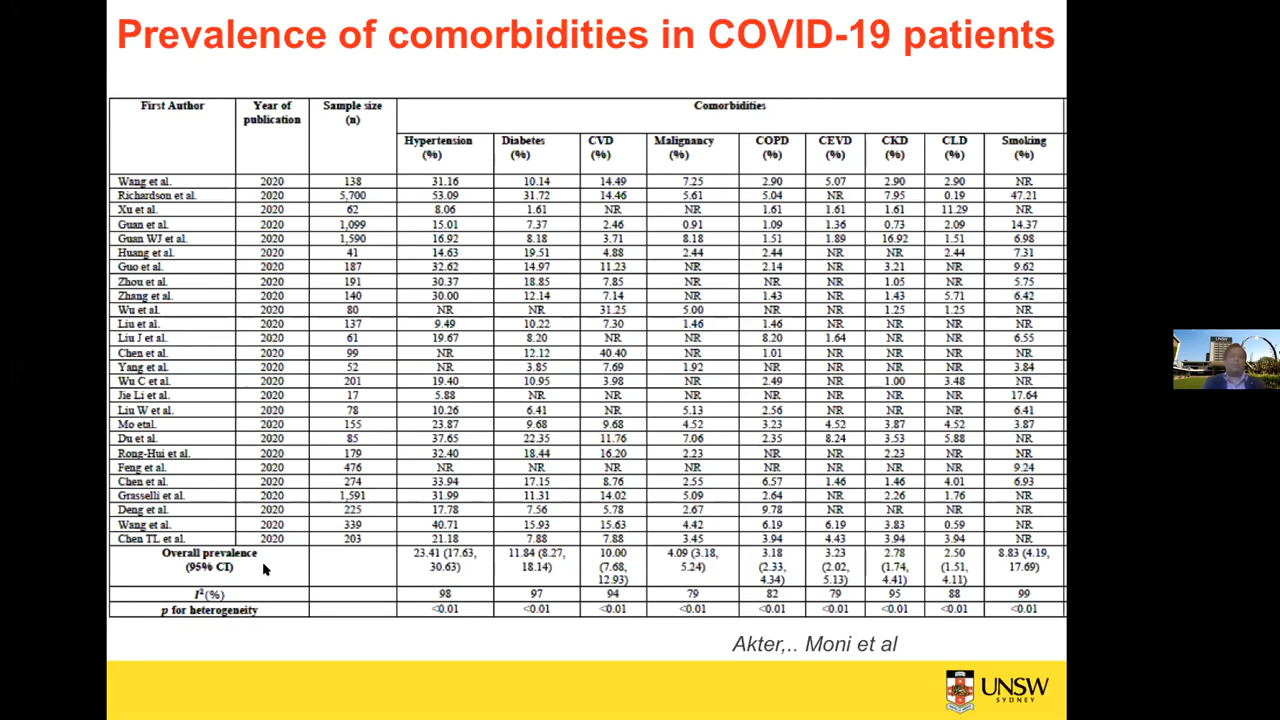 Prevalence of comorbidities in COVID-19 patients
First Author Year of publication Sample size (n) Comorbidities
Hypertension (%) Diabetes (%) CVD (%) Malignancy (%) COPD (%) CEVD (%) CKD (%) CLD (%) Smoking (%)
Wang et al. 2020 138 31.16 10.14 14.49 7.25 2.90 5.07 2.90 2.90 NR
Richardson et al. 2020 5,700 53.09 31.72 14.46 5.61 5.04 NR 7.95 0.19 47.21
Xu et al. 2020 62 8.06 1.61 NR NR 1.61 1.61 1.61 11.29 NR
Guan et al. 2020 1,099 15.01 7.37 2.46 0.91 1.09 1.36 0.73 2.09 14.37
Guan WJ et al. 2020 1,590 16.92 8.18 3.71 8.18 1.51 1.89 16.92 1.51 6.98
Huang et al. 2020 41 14.63 19.51 4.88 2.44 2.44 NR NR 2.44 7.31
Guo et al. 2020 187 32.62 14.97 11.23 NR 2.14 NR 3.21 NR 9.62
Zhou et al. 2020 191 30.37 18.85 7.85 NR NR NR 1.05 NR 5.75
Zhang et al. 2020 140 30.00 12.14 7.14 NR 1.43 NR 1.43 5.71 6.42
Wu et al. 2020 80 NR NR 31.25 5.00 NR NR 1.25 1.25 NR
Liu et al. 2020 137 9.49 10.22 7.30 1.46 1.46 NR NR NR NR
Liu J et al. 2020 61 19.67 8.20 NR NR 8.20 1.64 NR NR 6.55
Chen et al. 2020 99 NR 12.12 40.40 NR 1.01 NR NR NR NR
Yang et al. 2020 52 NR 3.85 7.69 1.92 NR NR NR NR 3.84
Wu C et al. 2020 201 19.40 10.95 3.98 NR 2.49 NR 1.00 3.48 NR
Jie Li et al. 2020 17 5.88 NR NR NR NR NR NR NR 17.64
Liu W et al. 2020 78 10.26 6.41 NR 5.13 2.56 NR NR NR 6.41
Mo etal. 2020 155 23.87 9.68 9.68 4.52 3.23 4.52 3.87 4.52 3.87
Du et al. 2020 85 37.65 22.35 11.76 7.06 2.35 8.24 3.53 5.88 NR
Rong-Hui et al. 2020 179 32.40 18.44 16.20 2.23 NR NR 2.23 NR NR
Feng et al. 2020 476 NR NR NR NR NR NR NR NR 9.24
Chen et al. 2020 274 33.94 17.15 8.76 2.55 6.57 1.46 1.46 4.01 6.93
Grasselli et al. 2020 1,591 31.99 11.31 14.02 5.09 2.64 NR 2.26 1.76 NR
Deng et al. 2020 225 17.78 7.56 5.78 2.67 9.78 NR NR NR NR
Wang et al. 2020 339 40.71 15.93 15.63 4.42 6.19 6.19 3.83 0.59 NR
Chen TL et al. 2020 203 21.18 7.88 7.88 3.45 3.94 4.43 3.94 3.94 NR
Overall prevalence (95% CI) 23.41 (17.63, 30.63) 11.84 (8.27, 18.14) 10.00 (7.68, 12.93) 4.09 (3.18, 5.24) 3.18 (2.33, 4.34) 3.23 (2.02, 5.13) 2.78 (1.74, 4.41) 2.50 (1.51, 4.11) 8.83 (4.19, 17.69)
I²(%) 98 97 94 79 82 79 95 88 99
p for heterogeneity <0.01 <0.01 <0.01 <0.01 <0.01 <0.01 <0.01 <0.01 <0.01
Akter,.. Moni et al
UNSW
SYDNEY